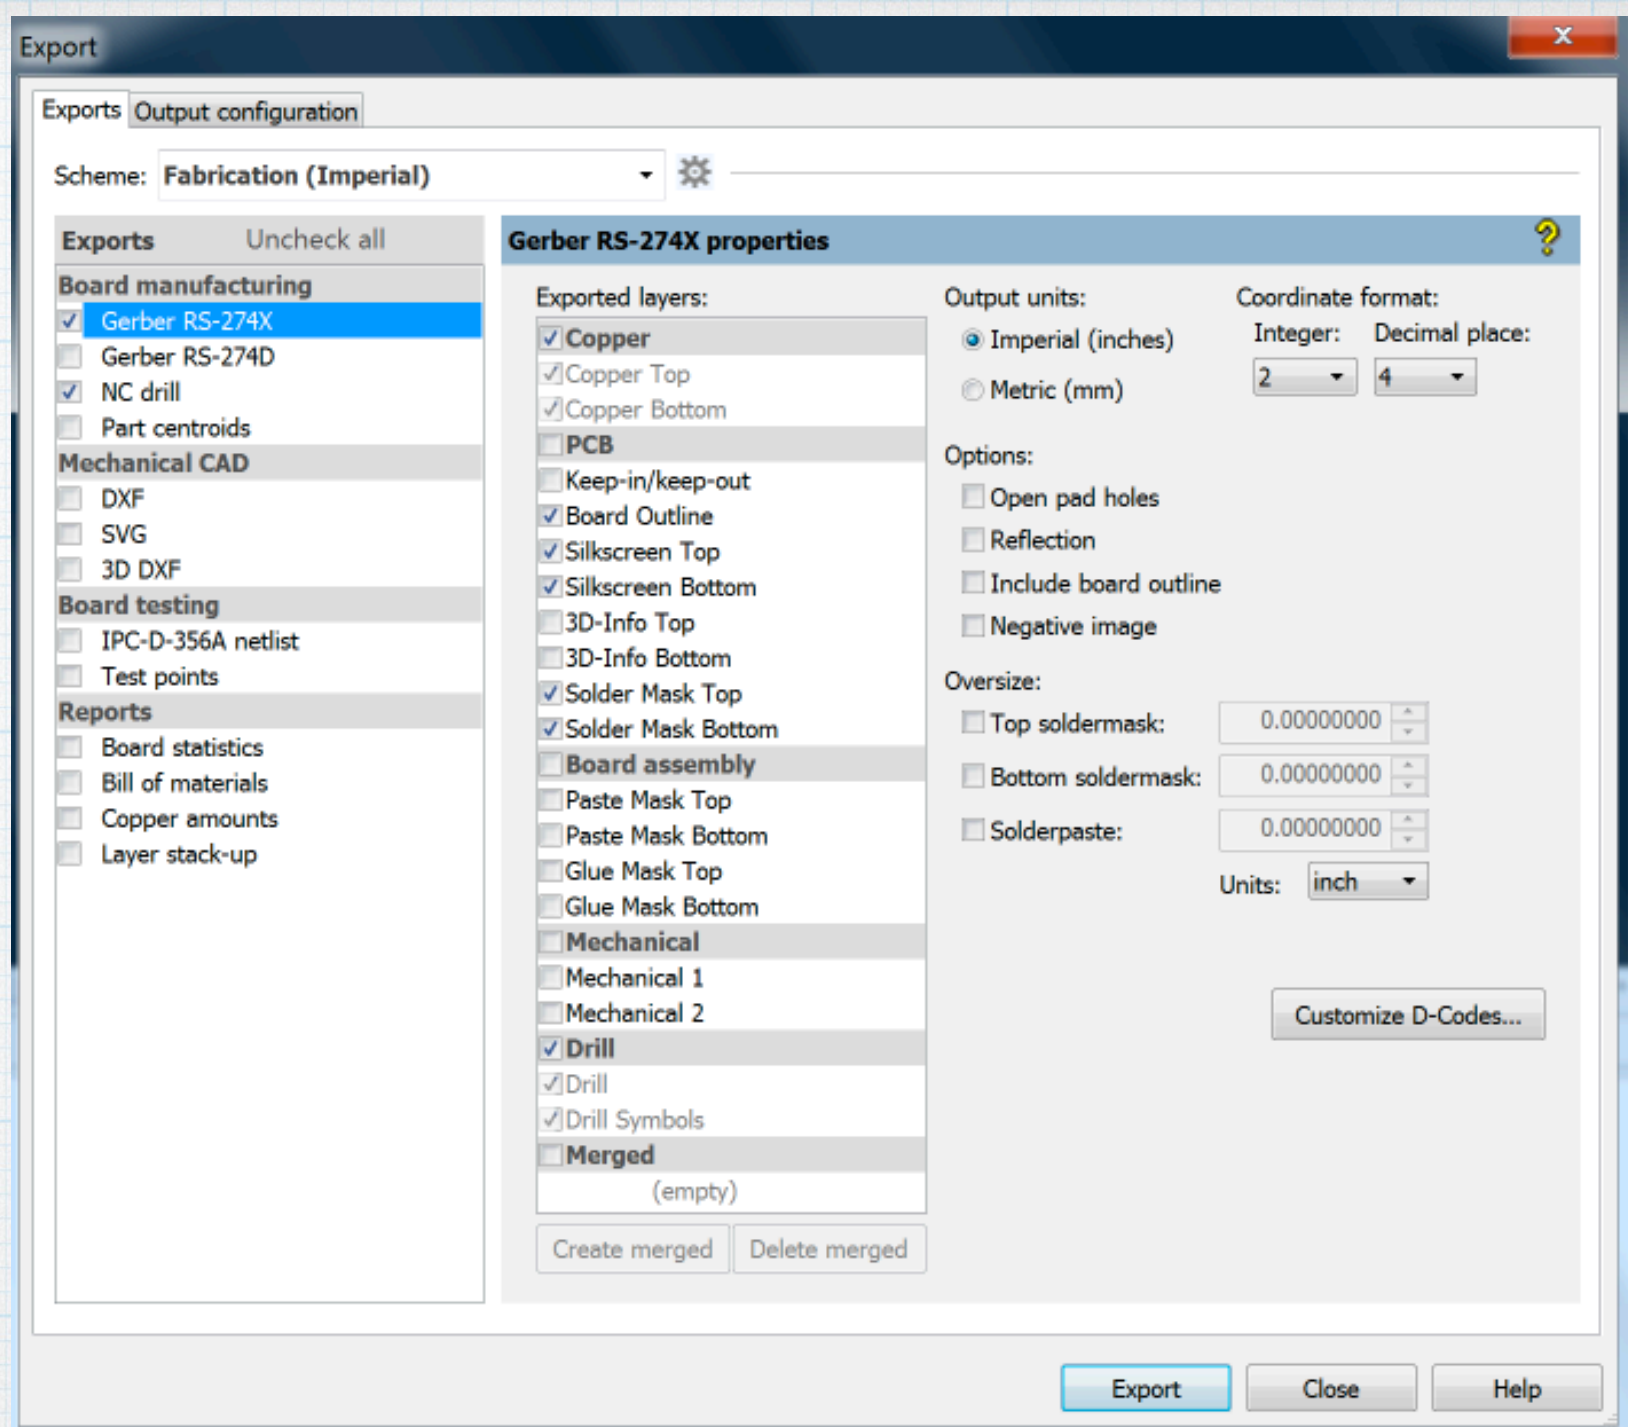 Export
x
Exports Output configuration
Scheme: Fabrication (Imperial)
Exports Uncheck all
Board manufacturing
Gerber RS-274X
Gerber RS-274D
NC drill
Part centroids
Mechanical CAD
DXF
SVG
3D DXF
Board testing
IPC-D-356A netlist
Test points
Reports
Board statistics
Bill of materials
Copper amounts
Layer stack-up
Gerber RS-274X properties ?
Exported layers:
Copper
Copper Top
Copper Bottom
PCB
Keep-in/keep-out
Board Outline
Silkscreen Top
Silkscreen Bottom
3D-Info Top
3D-Info Bottom
Solder Mask Top
Solder Mask Bottom
Board assembly
Paste Mask Top
Paste Mask Bottom
Glue Mask Top
Glue Mask Bottom
Mechanical
Mechanical 1
Mechanical 2
Drill
Drill
Drill Symbols
Merged
(empty)
Create merged Delete merged
Output units:
Imperial (inches)
Metric (mm)
Coordinate format:
Integer: Decimal place:
2 4
Options:
Open pad holes
Reflection
Include board outline
Negative image
Oversize:
Top soldermask: 0.00000000
Bottom soldermask: 0.00000000
Solderpaste: 0.00000000
Units: inch
Customize D-Codes...
Export Close Help